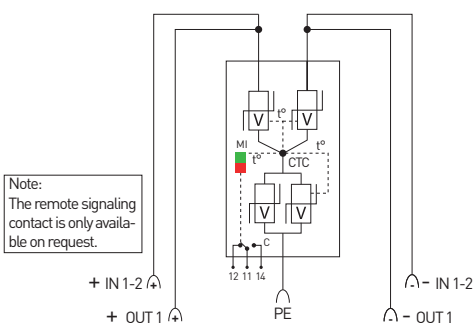 V
V
t°
MI
t°
t°
CTC
Note:
The remote signaling
contact is only availa-
ble on request.
V
V
C
12 11 14
+ IN 1-2 +
- - IN 1-2
+ OUT 1 +
PE
- - OUT 1